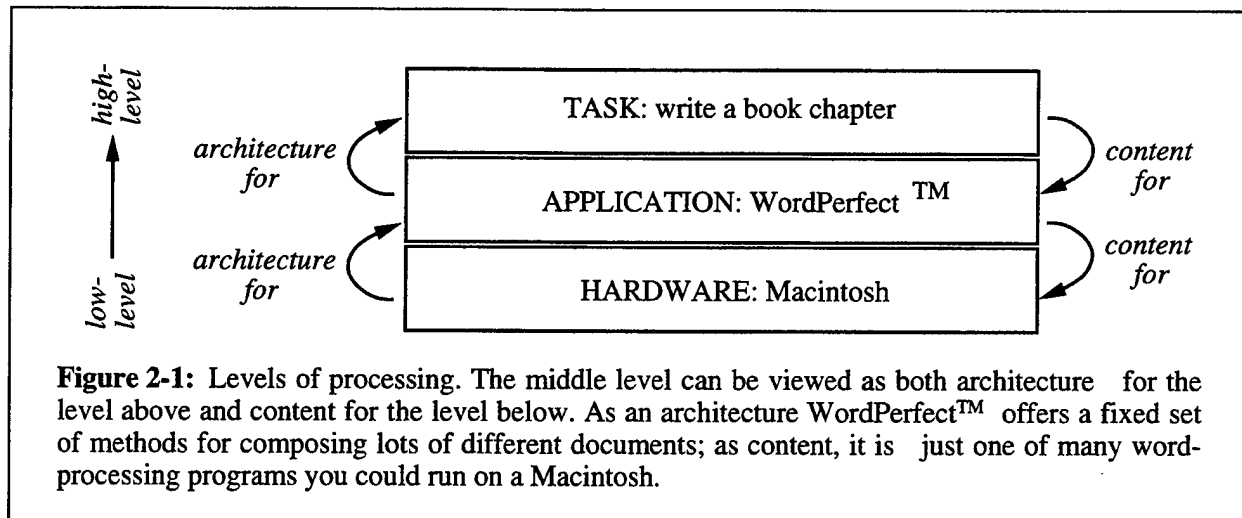 high-
level
low-
level
TASK: write a book chapter
architecture
for
content
for
APPLICATION: WordPerfect TM
architecture
for
content
for
HARDWARE: Macintosh
Figure 2-1: Levels of processing. The middle level can be viewed as both architecture for the
level above and content for the level below. As an architecture WordPerfect™ offers a fixed set
of methods for composing lots of different documents; as content, it is just one of many word-
processing programs you could run on a Macintosh.